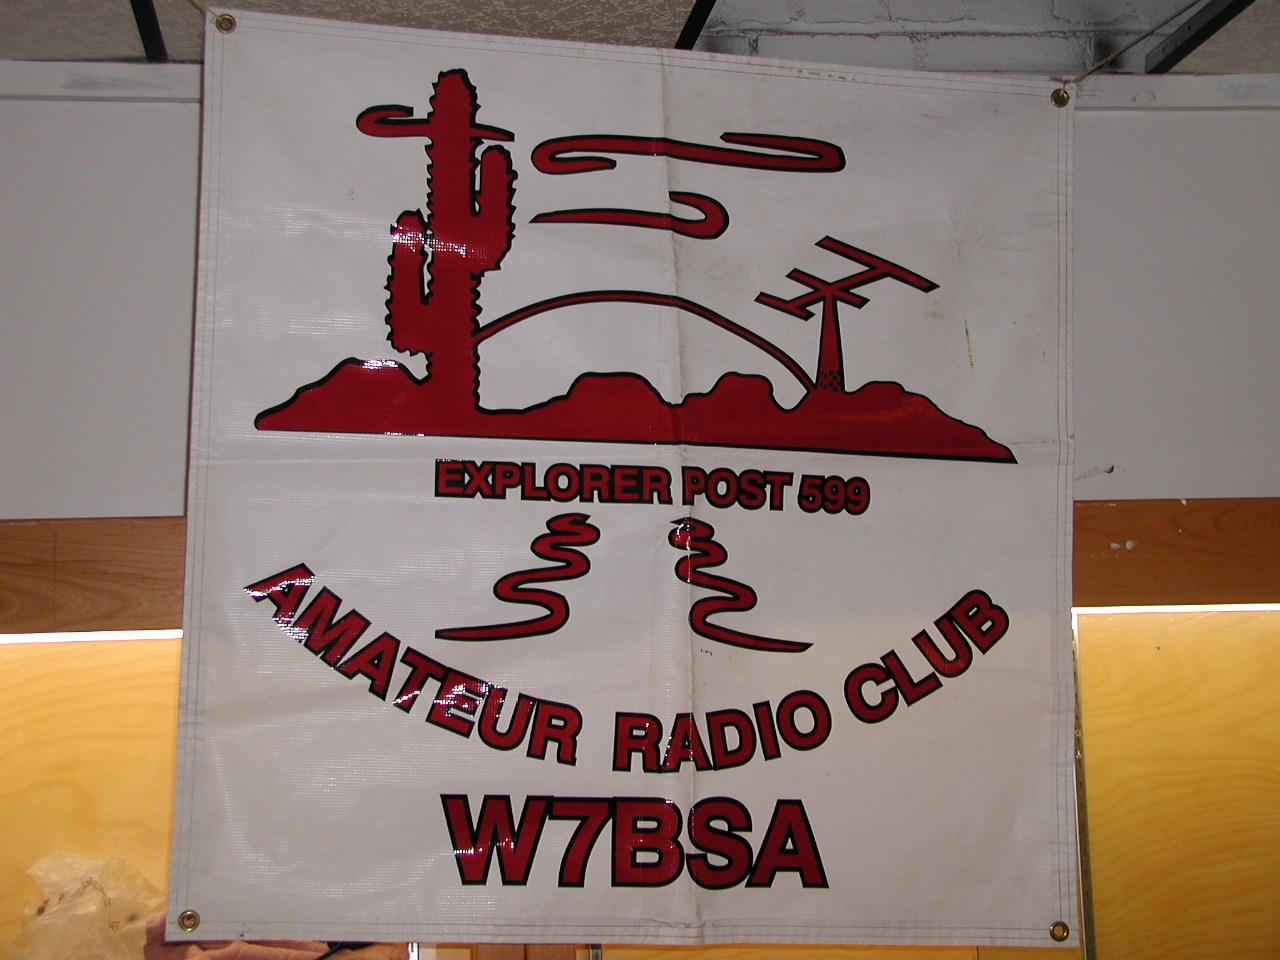 EXPLORER POST 599
AMATEUR RADIO CLUB
W7BSA